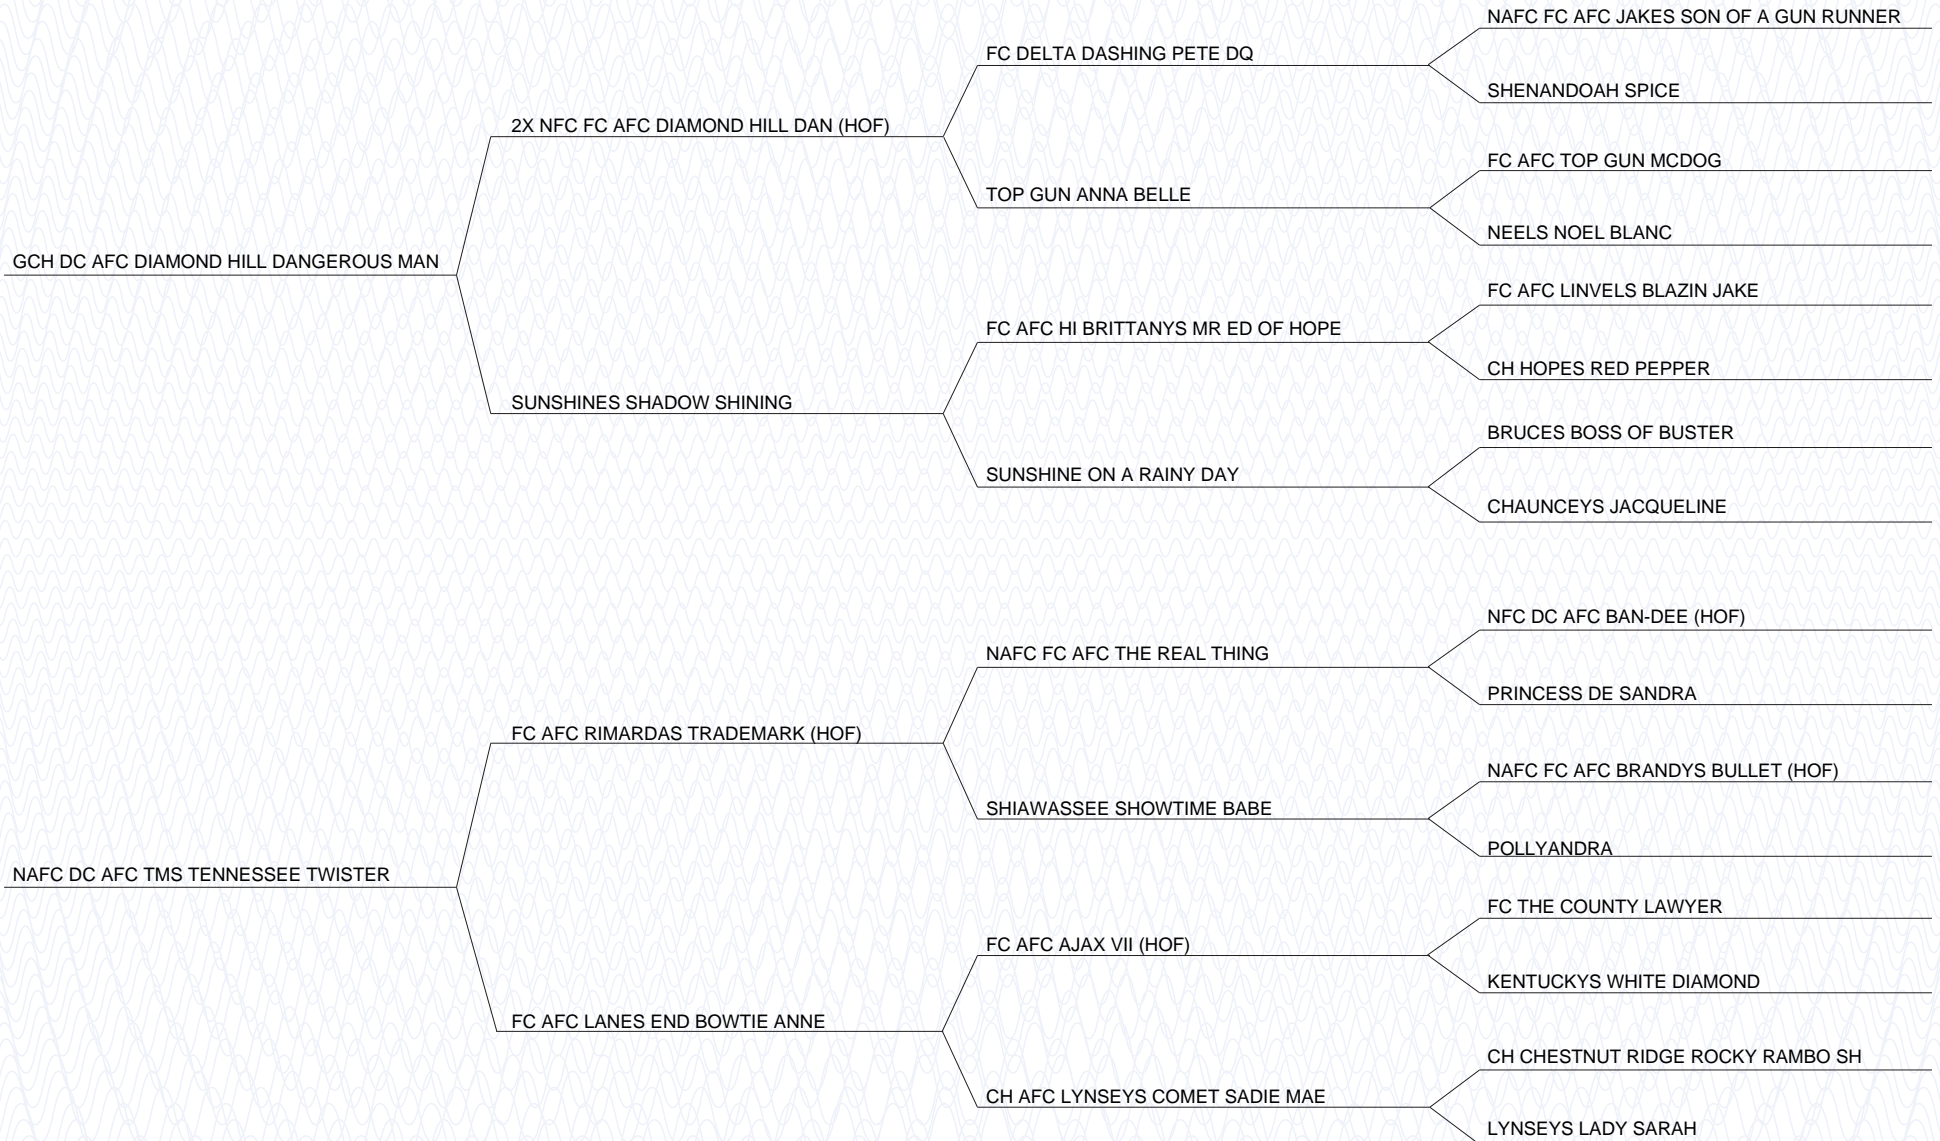 NAFC FC AFC JAKES SON OF A GUN RUNNER
FC DELTA DASHING PETE DQ
SHENANDOAH SPICE
2X NFC FC AFC DIAMOND HILL DAN (HOF)
FC AFC TOP GUN MCDOG
TOP GUN ANNA BELLE
NEELS NOEL BLANC
GCH DC AFC DIAMOND HILL DANGEROUS MAN
FC AFC LINVELS BLAZIN JAKE
FC AFC HI BRITTANYS MR ED OF HOPE
CH HOPES RED PEPPER
SUNSHINES SHADOW SHINING
BRUCES BOSS OF BUSTER
SUNSHINE ON A RAINY DAY
CHAUNCEYS JACQUELINE
NFC DC AFC BAN-DEE (HOF)
NAFC FC AFC THE REAL THING
PRINCESS DE SANDRA
FC AFC RIMARDAS TRADEMARK (HOF)
NAFC FC AFC BRANDYS BULLET (HOF)
SHIAWASSEE SHOWTIME BABE
POLLYANDRA
NAFC DC AFC TMS TENNESSEE TWISTER
FC THE COUNTY LAWYER
FC AFC AJAX VII (HOF)
KENTUCKYS WHITE DIAMOND
FC AFC LANES END BOWTIE ANNE
CH CHESTNUT RIDGE ROCKY RAMBO SH
CH AFC LYNSEYS COMET SADIE MAE
LYNSEYS LADY SARAH